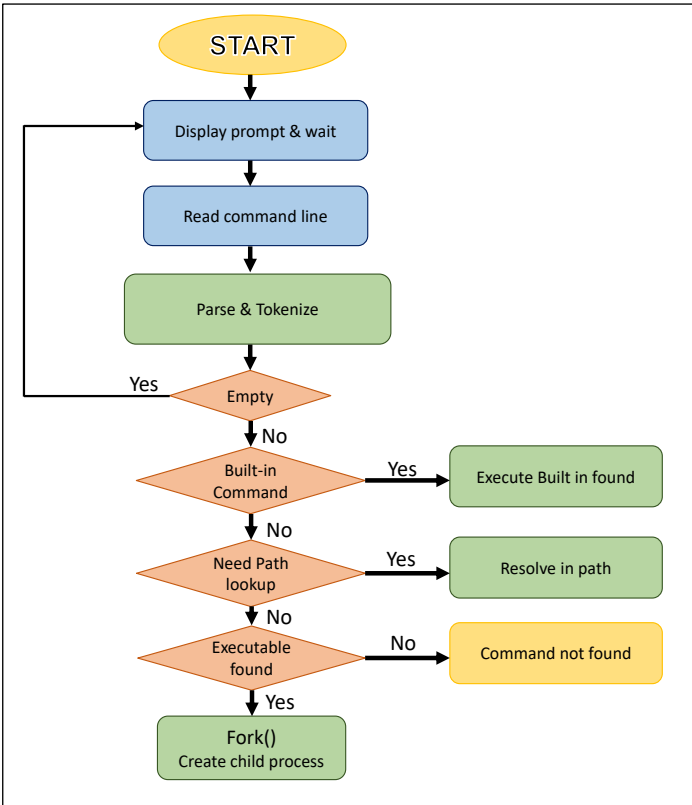 START
Display prompt & wait
Read command line
Parse & Tokenize
Yes
Empty
No
Built-in
Command
Yes
Execute Built in found
No
Need Path
lookup
Yes
Resolve in path
No
Executable
found
No
Command not found
Yes
Fork()
Create child process